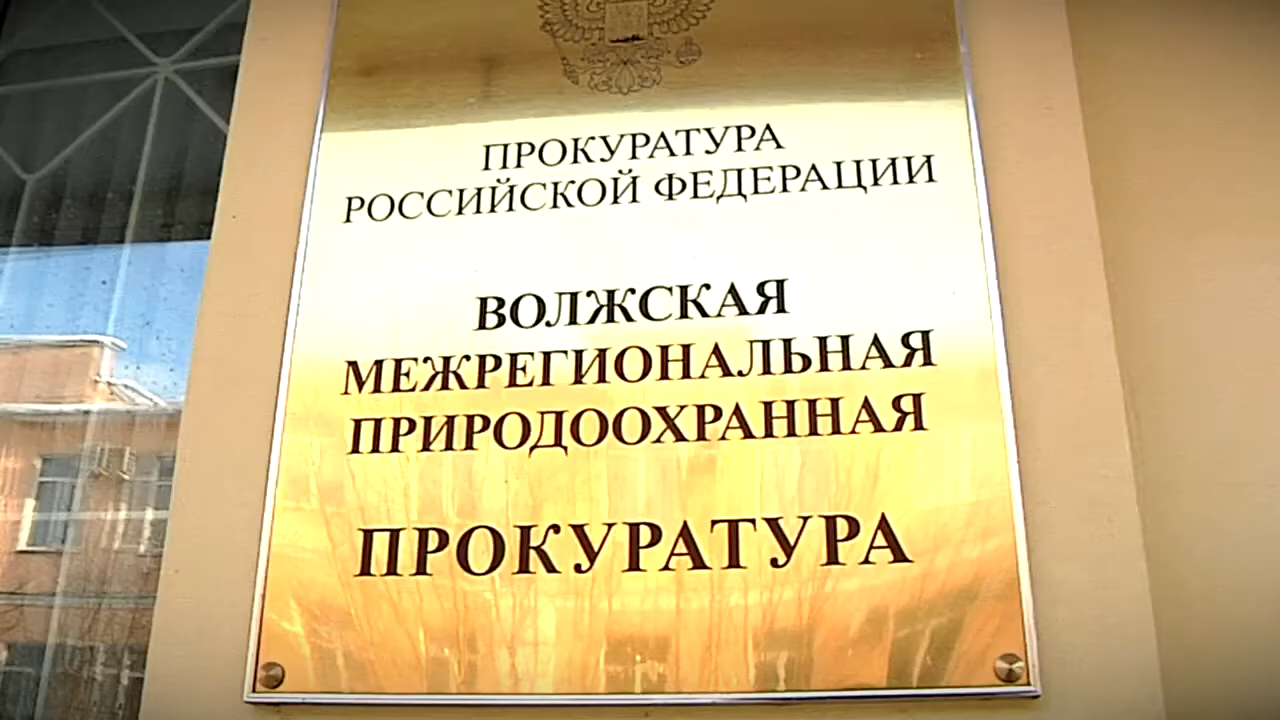 ПРОКУРАТУРА
РОССИЙСКОЙ ФЕДЕРАЦИИ
ВОЛЖСКАЯ
МЕЖРЕГИОНАЛЬНАЯ
ПРИРОДООХРАННАЯ
ПРОКУРАТУРА